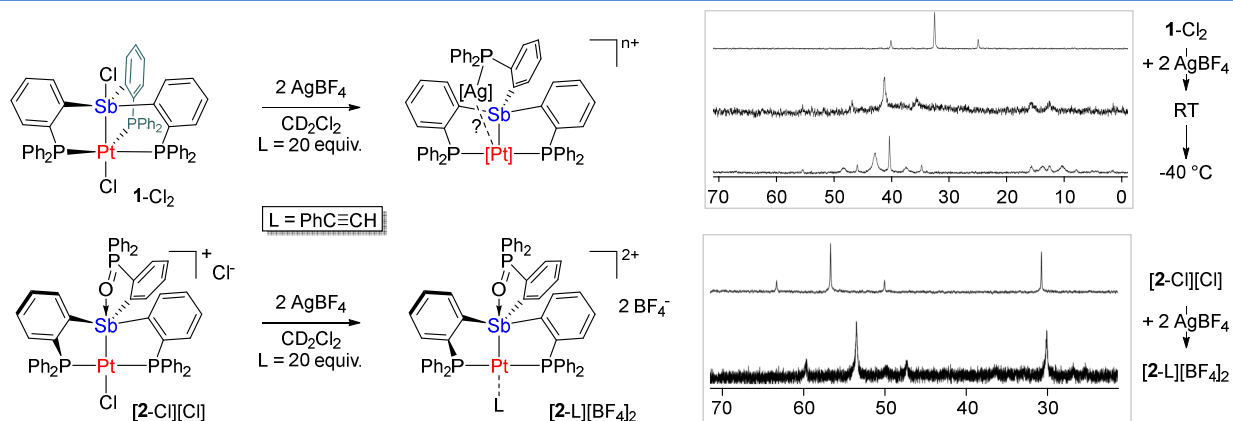 Cl
Sb
PPh₂
Ph₂P
Pt
PPh₂
Cl
1-Cl₂
2 AgBF₄
CD₂Cl₂
L = 20 equiv.
n+
Ph₂P
[Ag]
?
Sb
Ph₂P
[Pt]
PPh₂
L = PhC≡CH
Ph₂
P
O
+
Cl⁻
Sb
Ph₂P
Pt
PPh₂
Cl
[2-Cl][Cl]
2 AgBF₄
CD₂Cl₂
L = 20 equiv.
Ph₂
P
O
2+
2 BF₄⁻
Sb
Ph₂P
Pt
PPh₂
L
[2-L][BF₄]₂
1-Cl₂
+ 2 AgBF₄
RT
-40 °C
70 60 50 40 30 20 10 0
[2-Cl][Cl]
+ 2 AgBF₄
[2-L][BF₄]₂
70 60 50 40 30